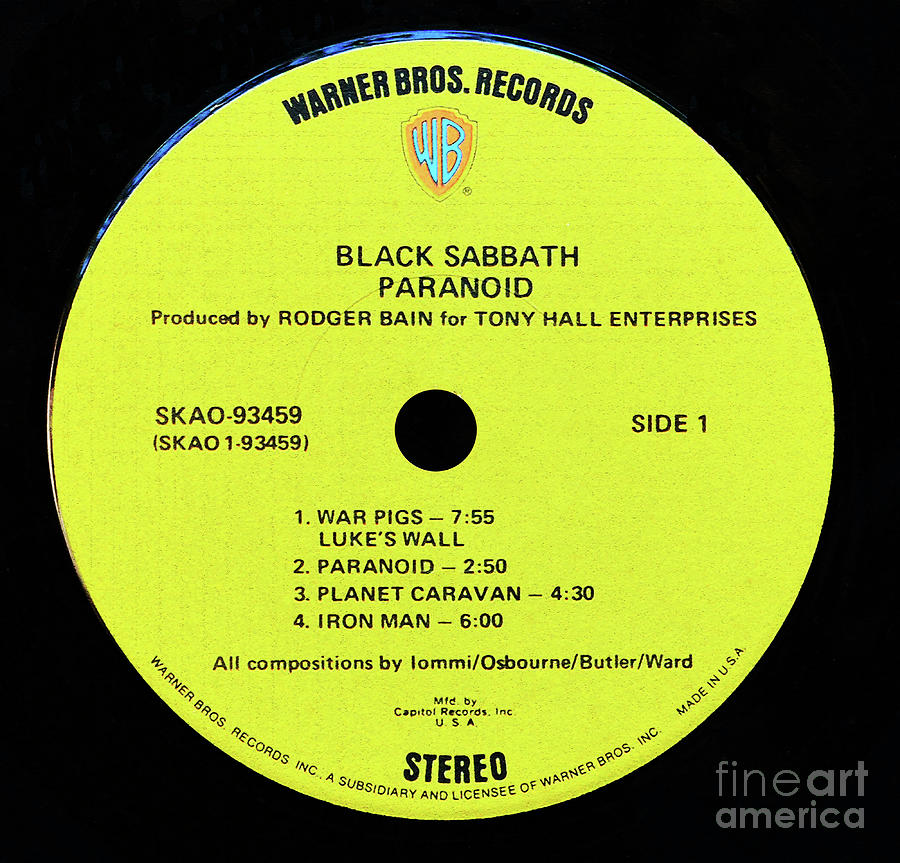 WARNER BROS. RECORDS
WB
®
BLACK SABBATH
PARANOID
Produced by RODGER BAIN for TONY HALL ENTERPRISES
SKAO-93459
(SKAO 1-93459)
SIDE 1
1. WAR PIGS – 7:55
LUKE'S WALL
2. PARANOID – 2:50
3. PLANET CARAVAN – 4:30
4. IRON MAN – 6:00
All compositions by Iommi/Osbourne/Butler/Ward
Mfd. by
Capitol Records, Inc.
U. S. A.
STEREO
WARNER BROS. RECORDS INC., A SUBSIDIARY AND LICENSEE OF WARNER BROS. INC. MADE IN U.S.A.
fineart
america